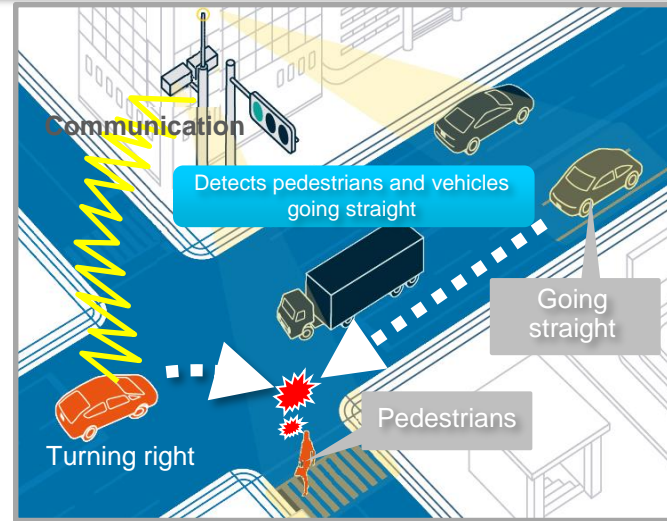 Communication
Detects pedestrians and vehicles
going straight
Going
straight
Pedestrians
Turning right